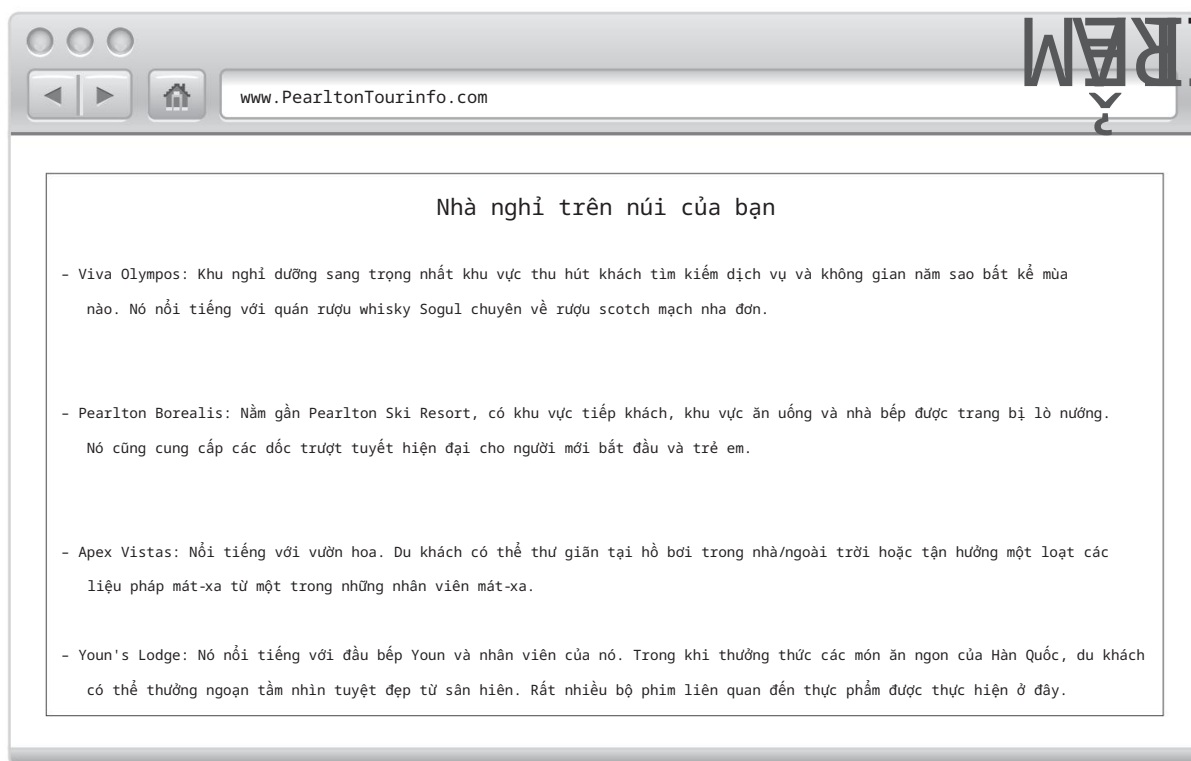 www.PearltonTourinfo.com
Nhà nghỉ trên núi của bạn
– Viva Olympos: Khu nghỉ dưỡng sang trọng nhất khu vực thu hút khách tìm kiếm dịch vụ và không gian năm sao bất kể mùa
nào. Nó nổi tiếng với quán rượu whisky Sogul chuyên về rượu scotch mạch nha đơn.
– Pearlton Borealis: Nằm gần Pearlton Ski Resort, có khu vực tiếp khách, khu vực ăn uống và nhà bếp được trang bị lò nướng.
Nó cũng cung cấp các dốc trượt tuyết hiện đại cho người mới bắt đầu và trẻ em.
– Apex Vistas: Nổi tiếng với vườn hoa. Du khách có thể thư giãn tại hồ bơi trong nhà/ngoài trời hoặc tận hưởng một loạt các
liệu pháp mát-xa từ một trong những nhân viên mát-xa.
– Youn's Lodge: Nó nổi tiếng với đầu bếp Youn và nhân viên của nó. Trong khi thưởng thức các món ăn ngon của Hàn Quốc, du khách
có thể thưởng ngoạn tầm nhìn tuyệt đẹp từ sân hiên. Rất nhiều bộ phim liên quan đến thực phẩm được thực hiện ở đây.